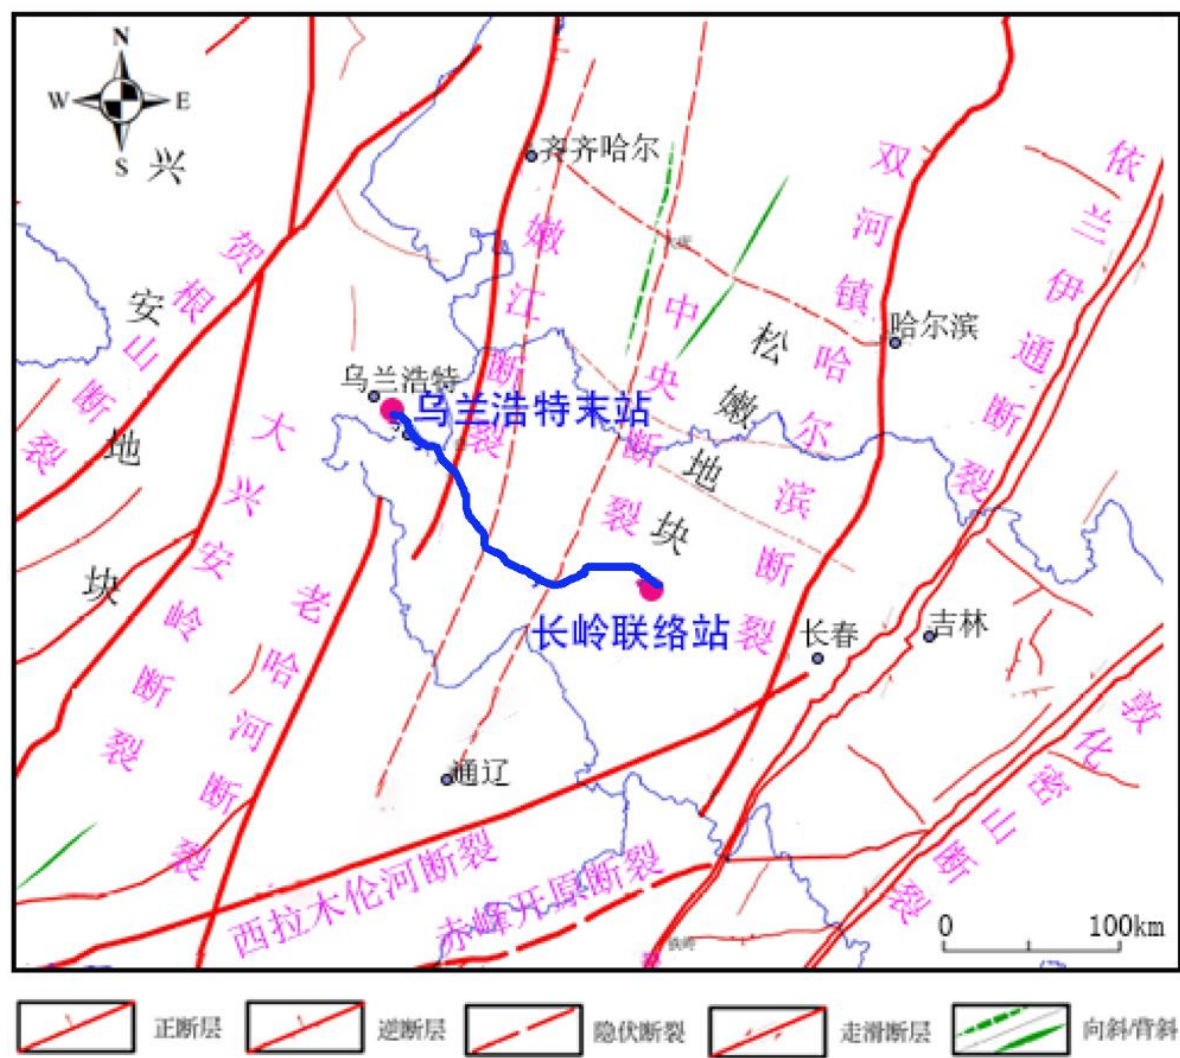 N
W E
S
兴
安
地
块
齐齐哈尔
乌兰浩特
乌兰浩特末站
长岭联络站
哈尔滨
长春
吉林
通辽
铁岭
松
嫩
地
块
贺根山断裂
大兴安岭断裂
老哈河断裂
嫩江断裂
中央断裂
双河镇哈尔滨断裂
依兰伊通断裂
敦化密山断裂
西拉木伦河断裂
赤峰开原断裂
0 100km
正断层
逆断层
隐伏断裂
走滑断层
向斜/背斜